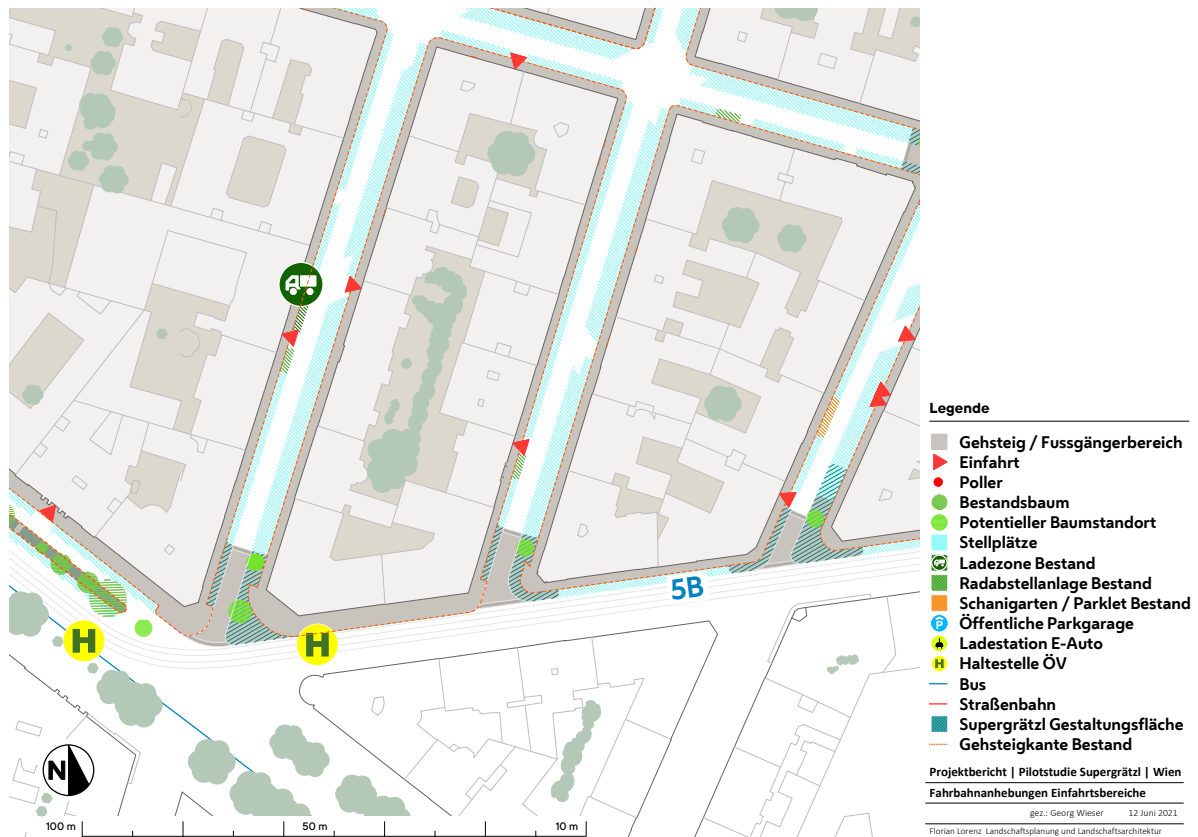 5B
H
H
N
100 m
50 m
10 m
Legende
Gehsteig / Fussgängerbereich
Einfahrt
Poller
Bestandsbaum
Potentieller Baumstandort
Stellplätze
Ladezone Bestand
Radabstellanlage Bestand
Schanigarten / Parklet Bestand
P Öffentliche Parkgarage
Ladestation E-Auto
H Haltestelle ÖV
Bus
Straßenbahn
Supergrätzl Gestaltungsfläche
Gehsteigkante Bestand
Projektbericht | Pilotstudie Supergrätzl | Wien
Fahrbahnanhebungen Einfahrtsbereiche
gez.: Georg Wieser 12 Juni 2021
Florian Lorenz Landschaftsplanung und Landschaftsarchitektur